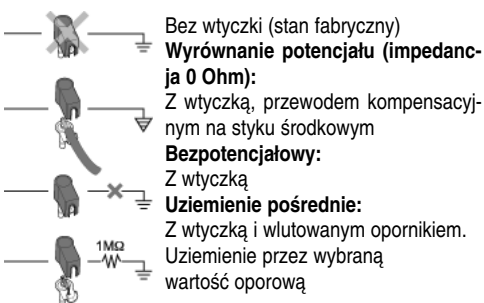 Bez wtyczki (stan fabryczny)
Wyrównanie potencjału (impedanc-
ja 0 Ohm):
Z wtyczką, przewodem kompensacyj-
nym na styku środkowym
Bezpotencjałowy:
Z wtyczką
Uziemienie pośrednie:
1MΩ
Z wtyczką i wlutowanym opornikiem.
Uziemienie przez wybraną
wartość oporową